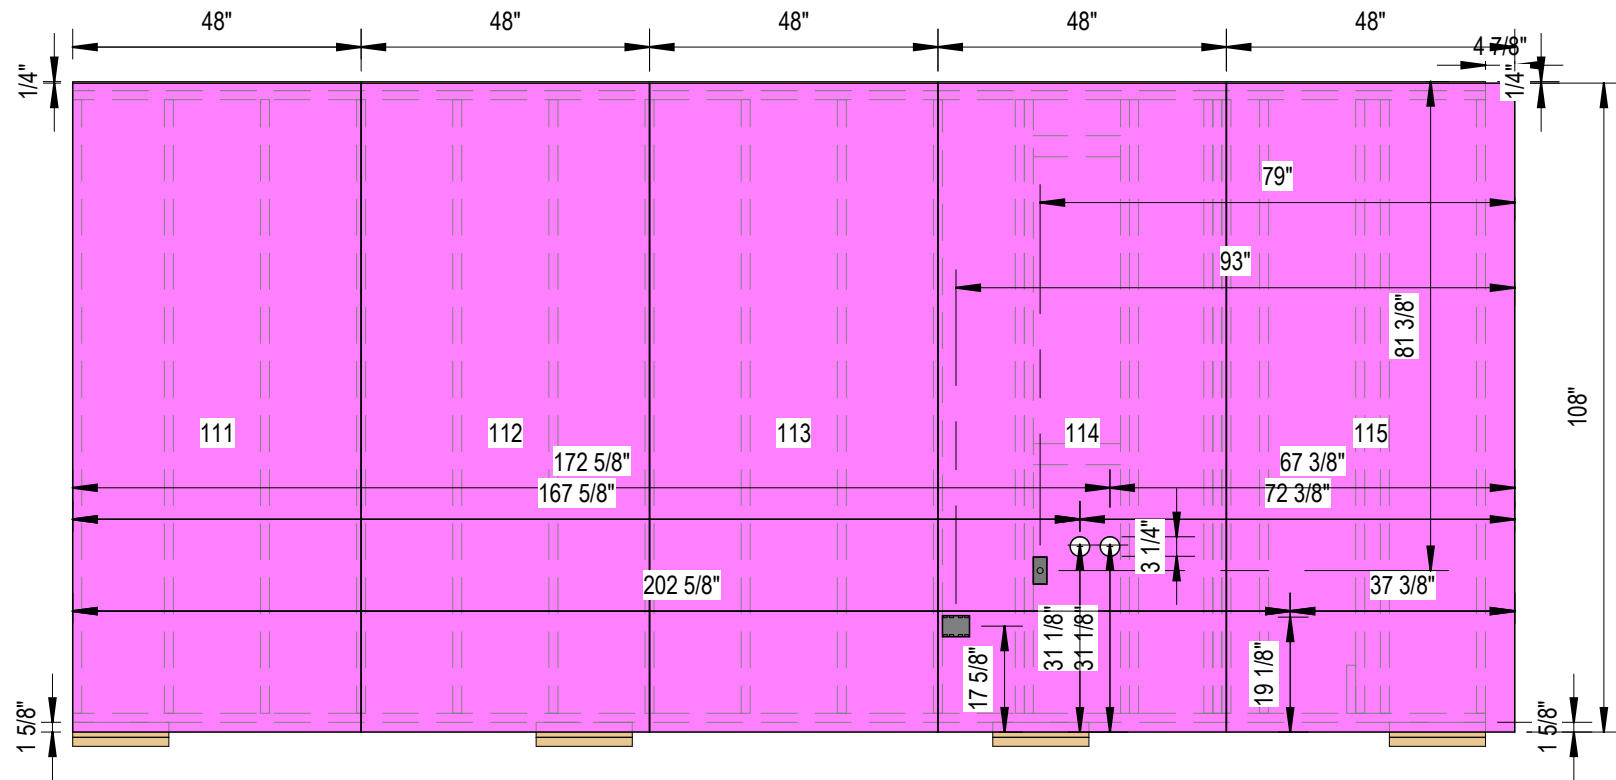 48" 48" 48" 48" 48"
4 7/8"
1/4" 1/4"
79"
93"
81 3/8"
108"
111 112 113 114 115
172 5/8" 67 3/8"
167 5/8" 72 3/8"
3 1/4"
202 5/8" 37 3/8"
31 1/8" 31 1/8"
17 5/8" 19 1/8"
1 5/8" 1 5/8"